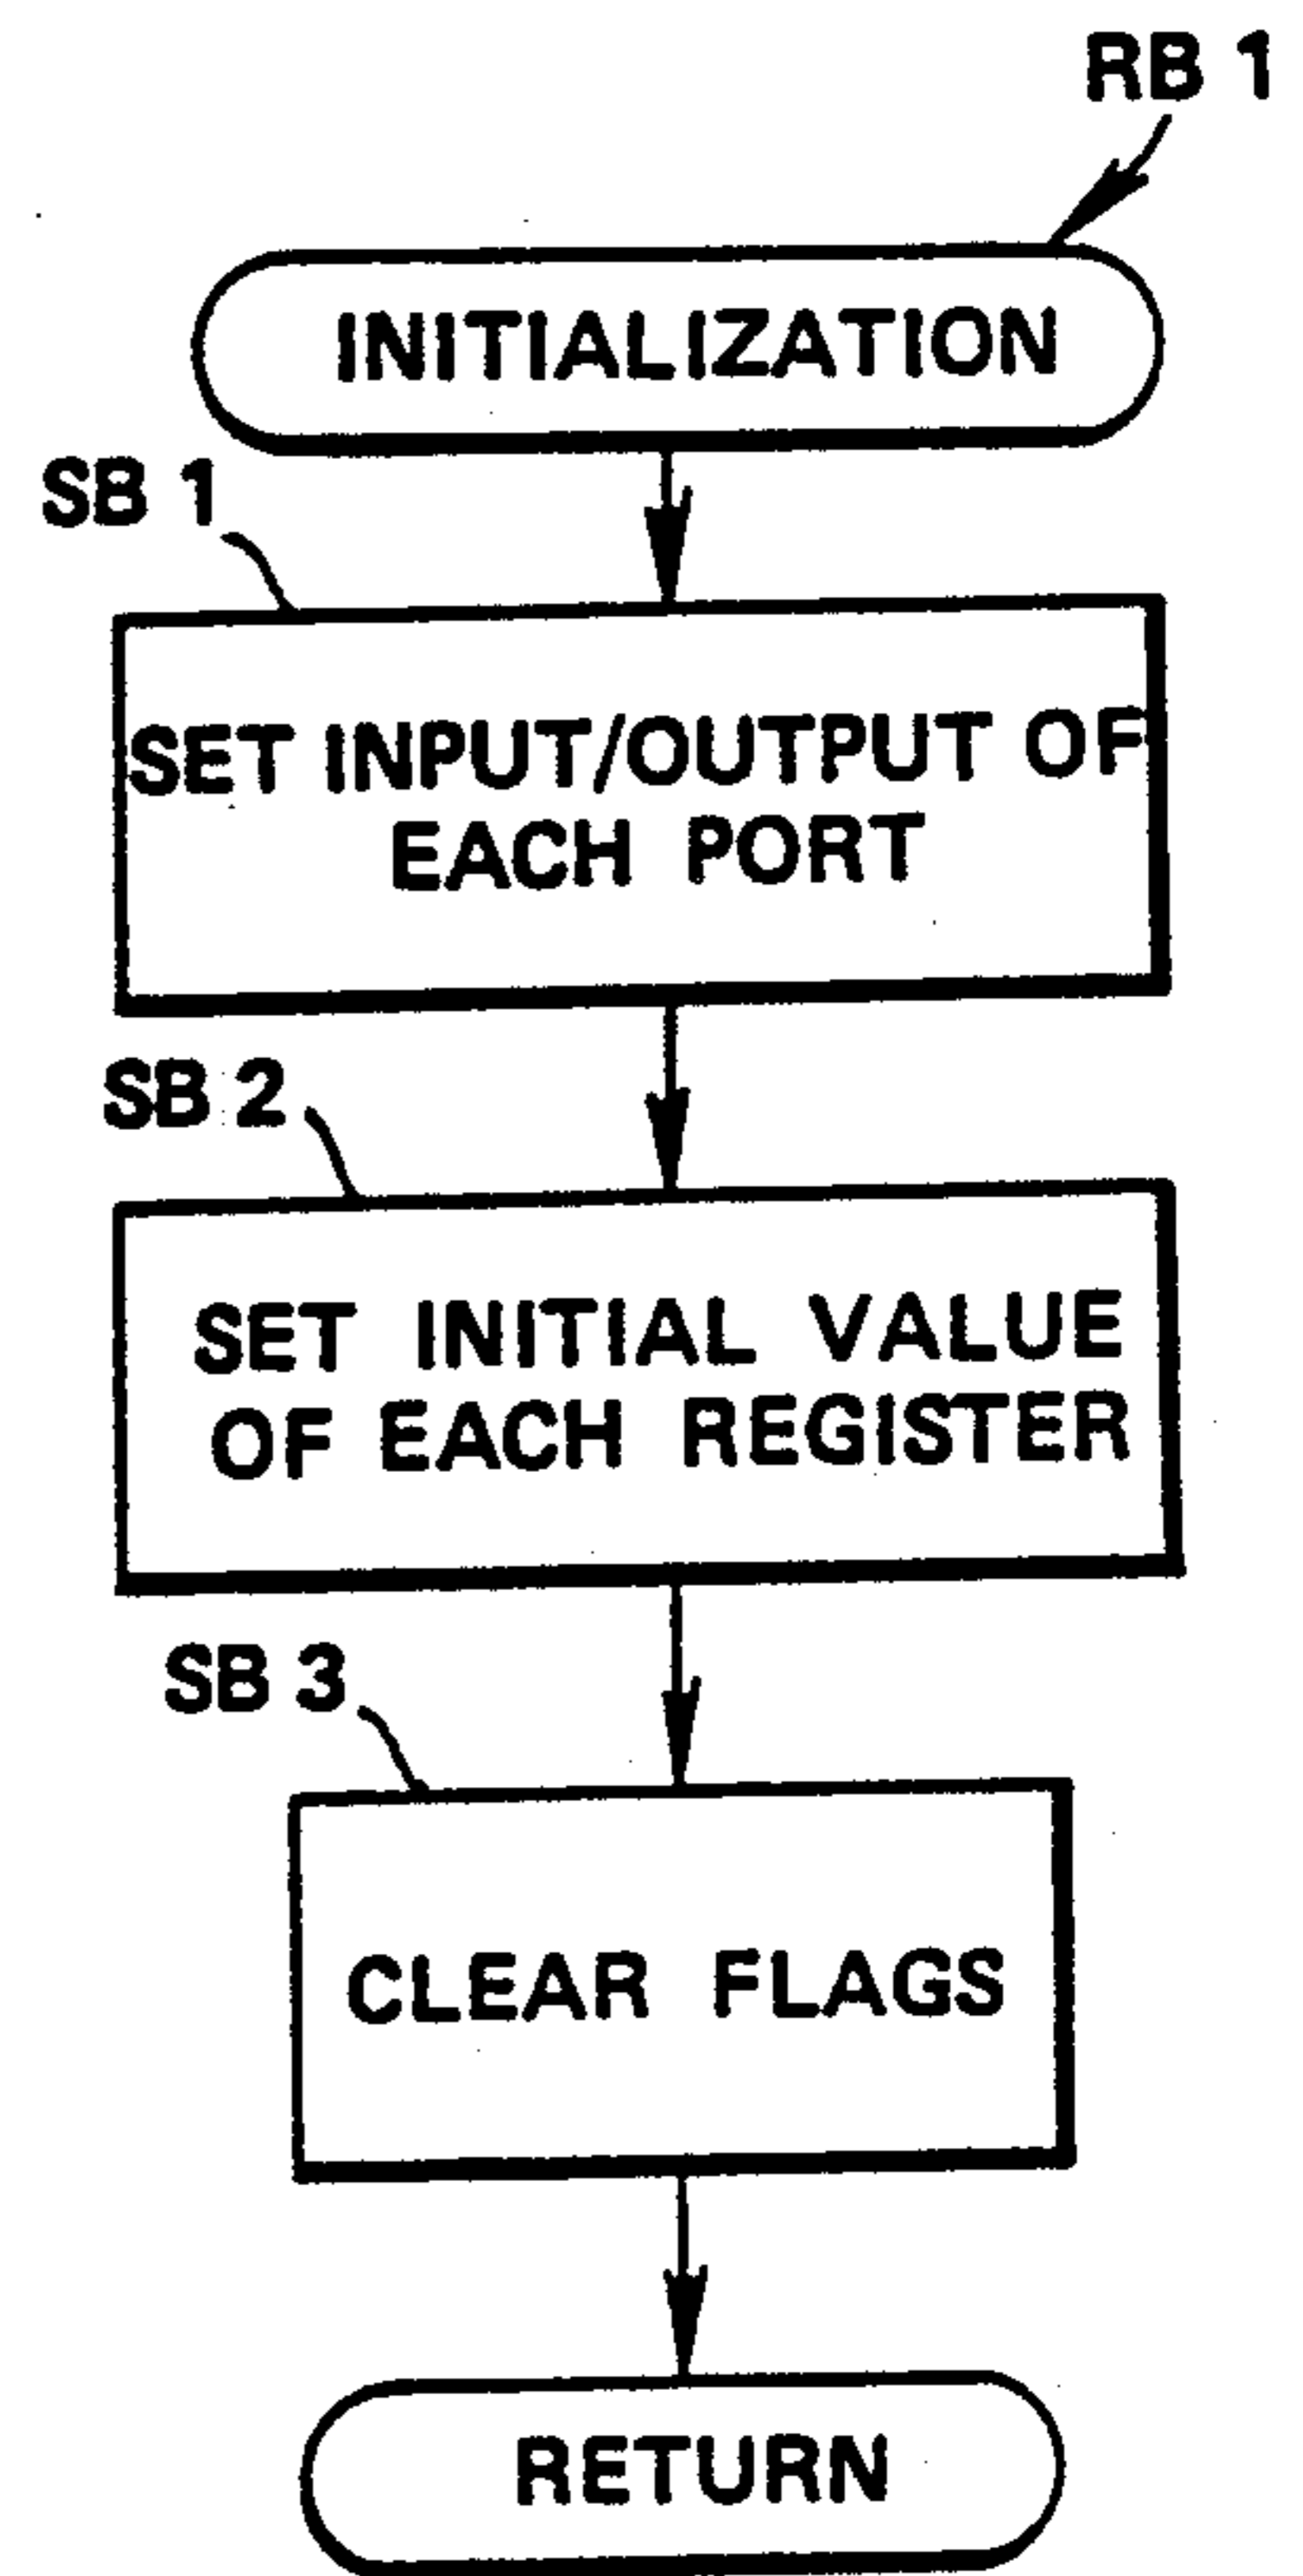 RB 1
INITIALIZATION
SB 1
SET INPUT/OUTPUT OF
EACH PORT
SB 2
SET INITIAL VALUE
OF EACH REGISTER
SB 3
CLEAR FLAGS
RETURN